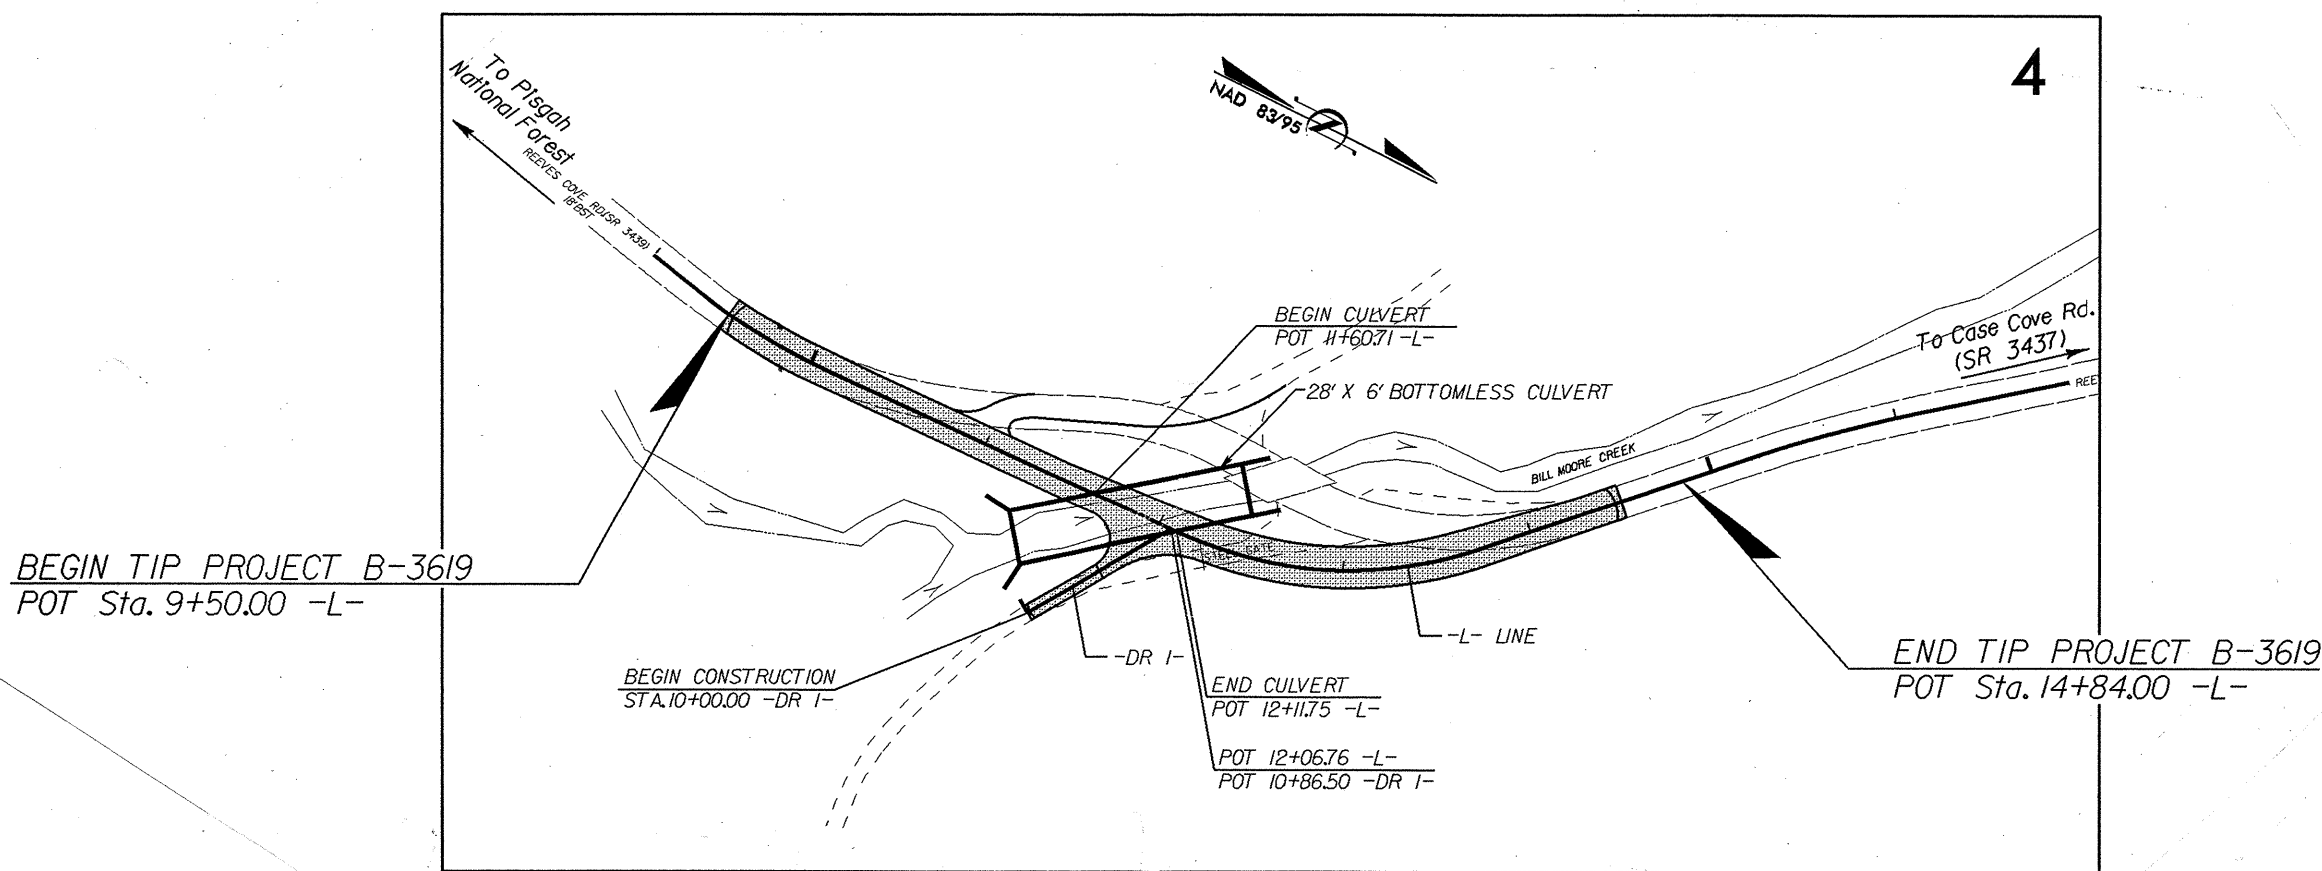 4
To Pisgah
National Forest
REEVES COVE RD.(SR 3439)
18' BST
NAD 83/95
BEGIN CULVERT
POT 11+60.71 -L-
28' X 6' BOTTOMLESS CULVERT
To Case Cove Rd.
(SR 3437)
REE
BILL MOORE CREEK
STEEL GATE
BEGIN TIP PROJECT B-3619
POT Sta. 9+50.00 -L-
-L- LINE
END TIP PROJECT B-3619
POT Sta. 14+84.00 -L-
-DR 1-
BEGIN CONSTRUCTION
STA.10+00.00 -DR 1-
END CULVERT
POT 12+11.75 -L-
POT 12+06.76 -L-
POT 10+86.50 -DR 1-